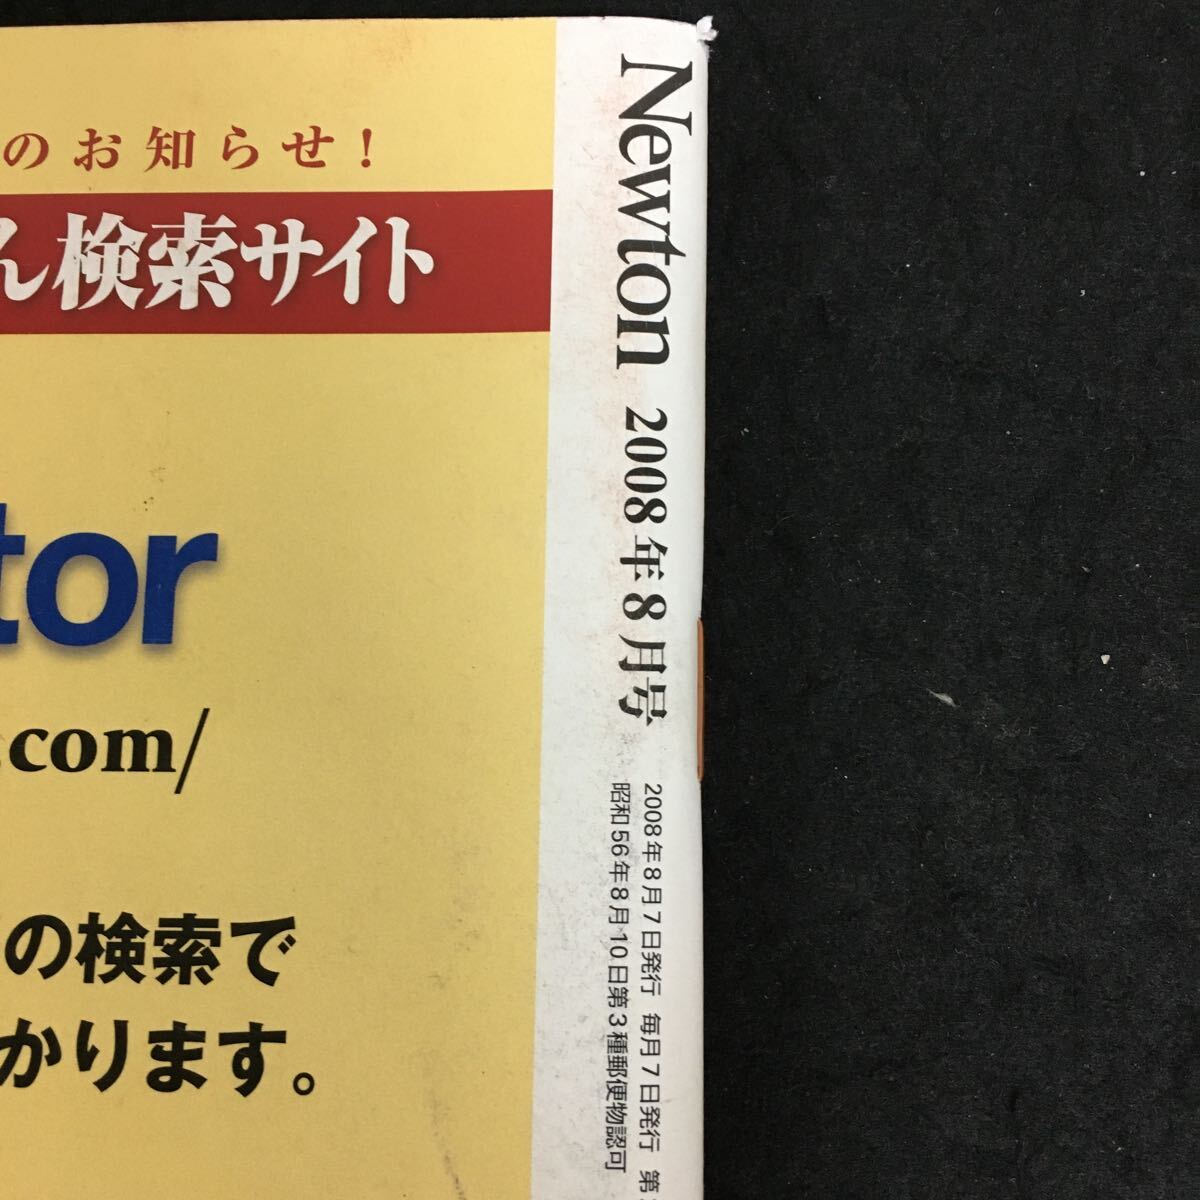 のお知らせ!
ん検索サイト
tor
.com/
の検索で
かります。
Newton 2008年8月号
2008年8月7日発行 毎月7日発行 第
昭和56年8月10日第3種郵便物認可